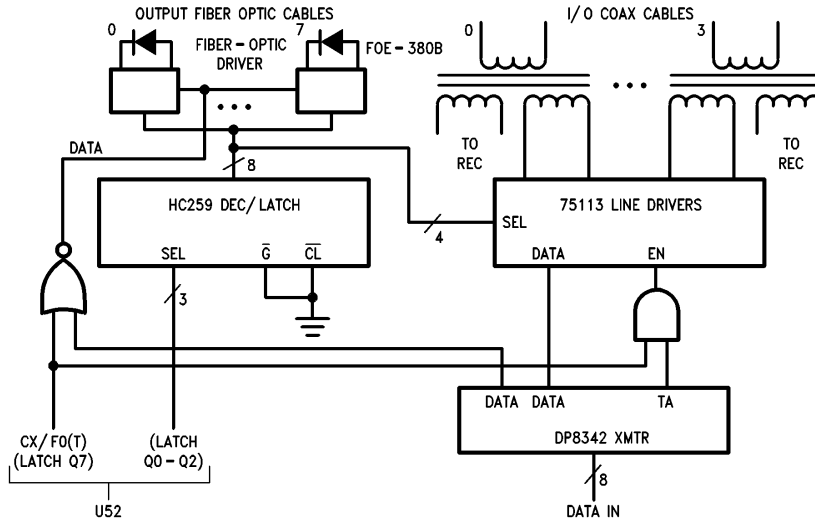 OUTPUT FIBER OPTIC CABLES
I/O COAX CABLES
0
7
0
3
FIBER-OPTIC
DRIVER
FOE-380B
...
...
DATA
8
TO
REC
TO
REC
HC259 DEC/LATCH
SEL
G̅
C̅L̅
4
75113 LINE DRIVERS
SEL
DATA
EN
3
CX/FO(T)
(LATCH Q7)
(LATCH
Q0-Q2)
U52
DATA
DATA
TA
DP8342 XMTR
8
DATA IN